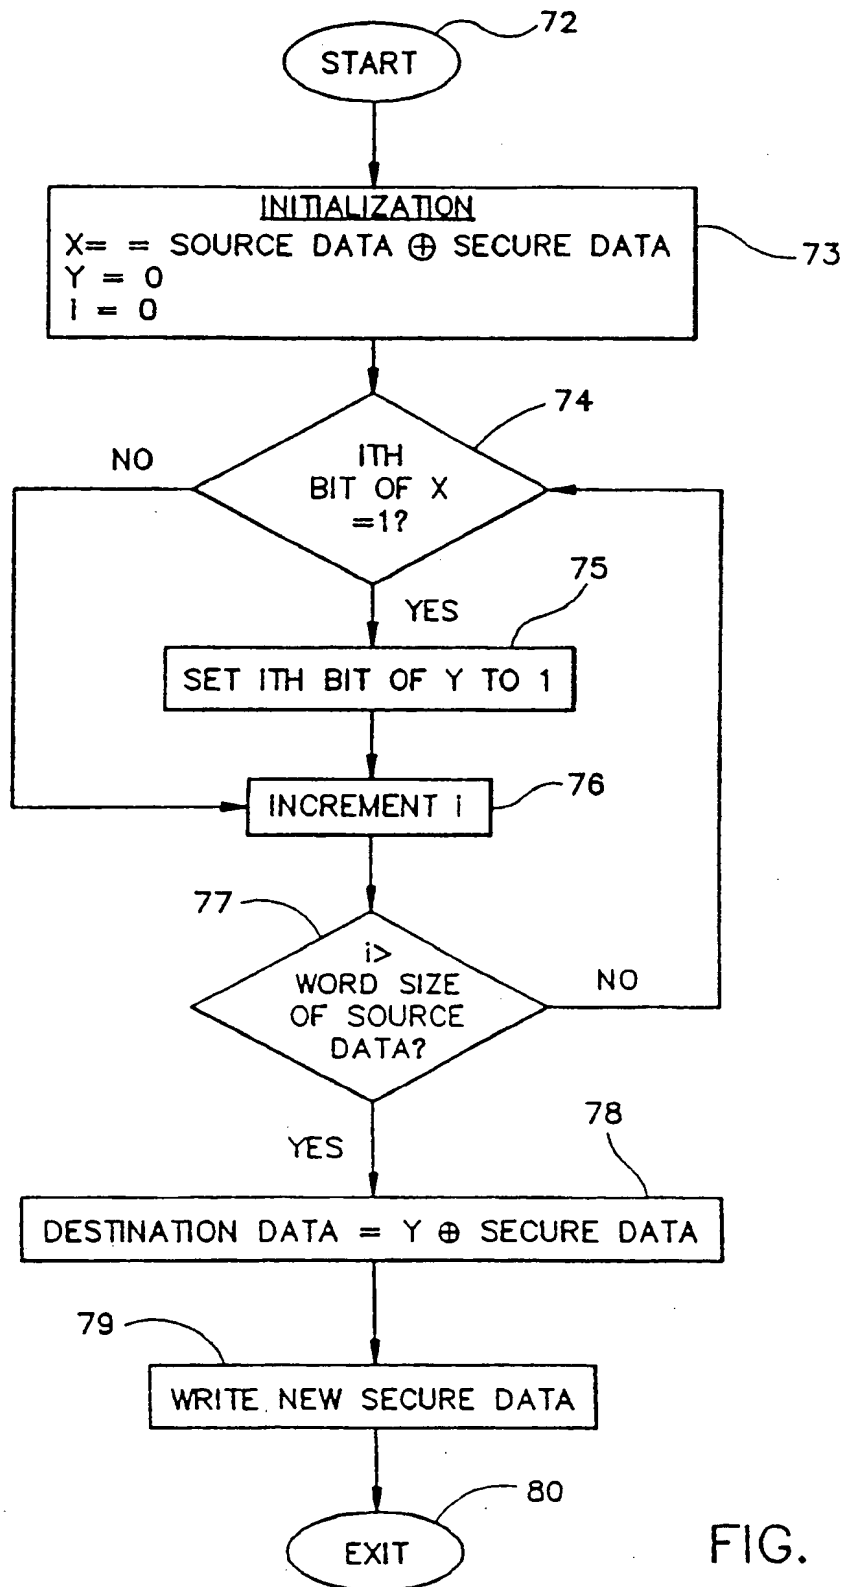 72
START
INITIALIZATION
X= = SOURCE DATA ⊕ SECURE DATA
Y = 0
i = 0
73
74
ITH
BIT OF X
=1?
NO
YES
75
SET ITH BIT OF Y TO 1
76
INCREMENT i
77
i>
WORD SIZE
OF SOURCE
DATA?
NO
YES
78
DESTINATION DATA = Y ⊕ SECURE DATA
79
WRITE NEW SECURE DATA
80
EXIT
FIG.